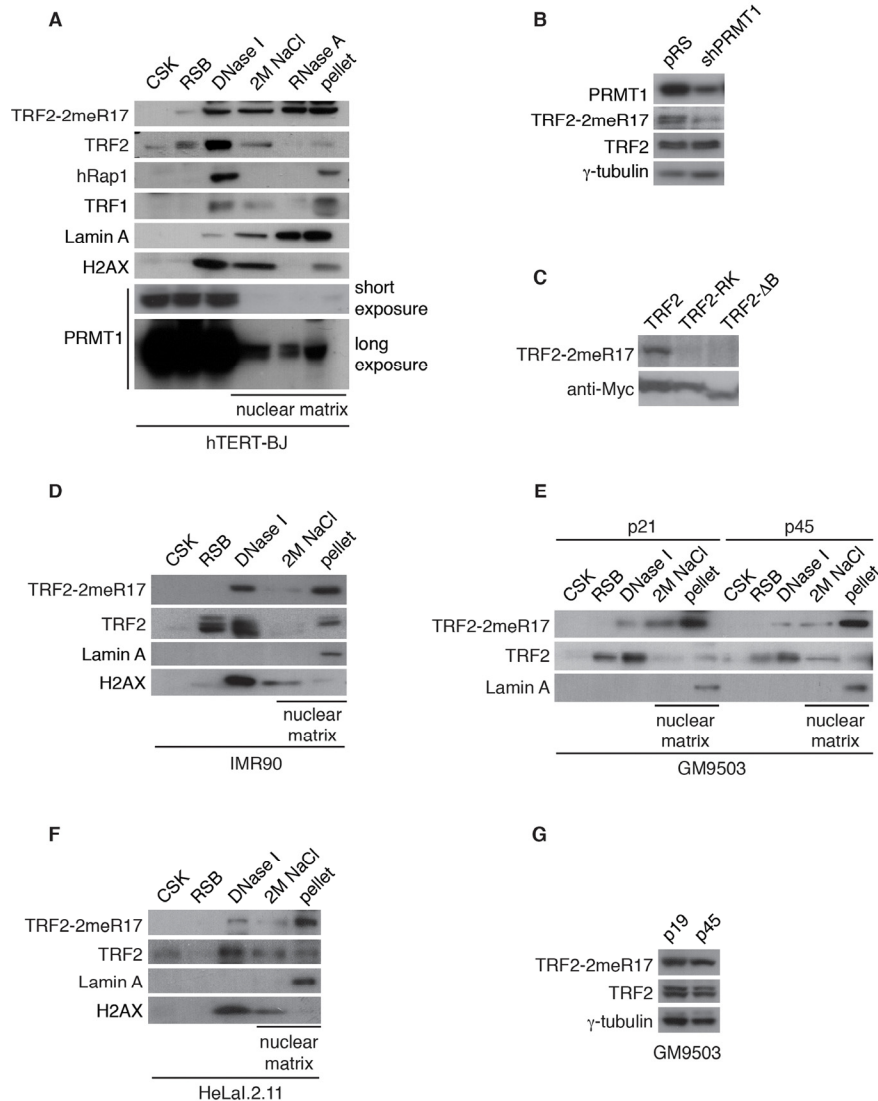 A
CSK RSB DNase I 2M NaCl RNase A pellet
TRF2-2meR17
TRF2
hRap1
TRF1
Lamin A
H2AX
PRMT1
short
exposure
long
exposure
nuclear matrix
hTERT-BJ
B
pRS shPRMT1
PRMT1
TRF2-2meR17
TRF2
γ-tubulin
C
TRF2 TRF2-RK TRF2-ΔB
TRF2-2meR17
anti-Myc
D
CSK RSB DNase I 2M NaCl pellet
TRF2-2meR17
TRF2
Lamin A
H2AX
nuclear
matrix
IMR90
E
p21 p45
CSK RSB DNase I 2M NaCl pellet CSK RSB DNase I 2M NaCl pellet
TRF2-2meR17
TRF2
Lamin A
nuclear nuclear
matrix matrix
GM9503
F
CSK RSB DNase I 2M NaCl pellet
TRF2-2meR17
TRF2
Lamin A
H2AX
nuclear
matrix
HeLaI.2.11
G
p19 p45
TRF2-2meR17
TRF2
γ-tubulin
GM9503